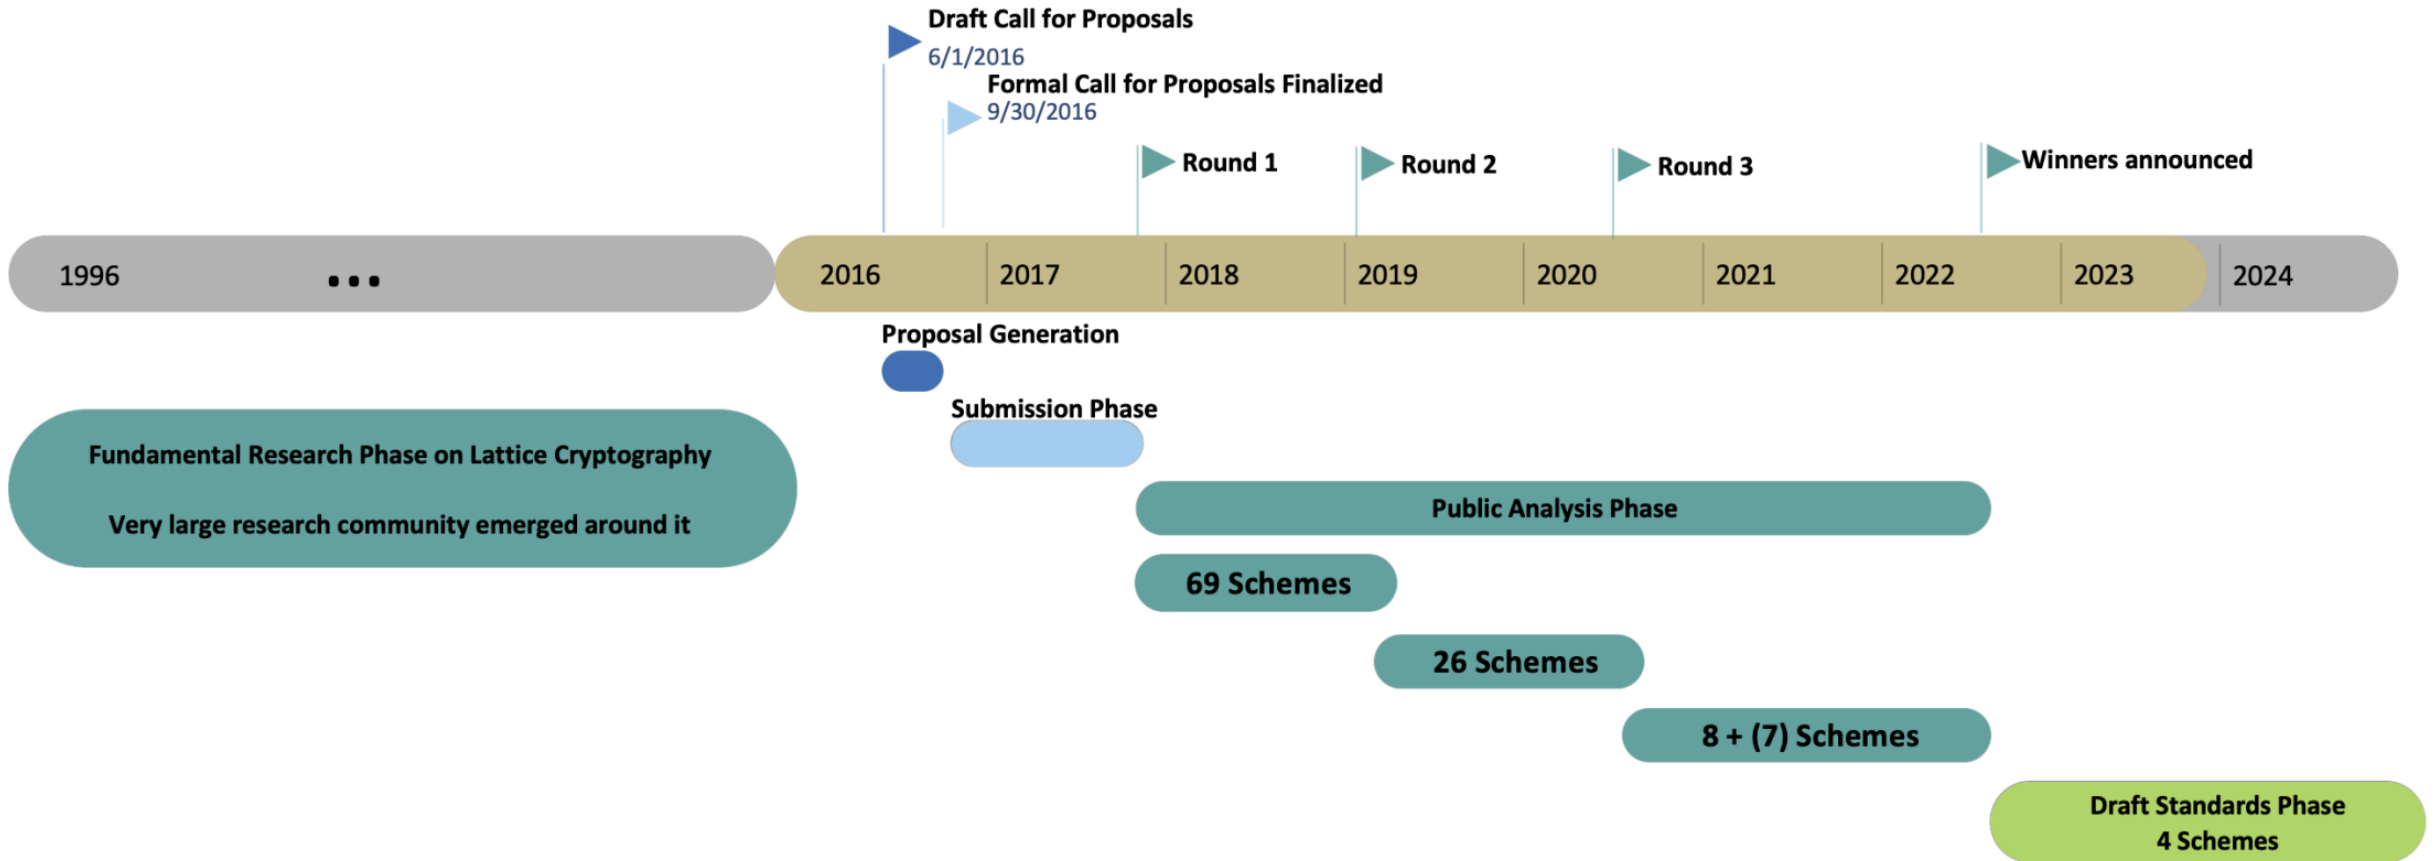 Draft Call for Proposals
6/1/2016
Formal Call for Proposals Finalized
9/30/2016
Round 1
Round 2
Round 3
Winners announced
1996 ... 2016 2017 2018 2019 2020 2021 2022 2023 2024
Proposal Generation
Submission Phase
Fundamental Research Phase on Lattice Cryptography
Very large research community emerged around it
Public Analysis Phase
69 Schemes
26 Schemes
8 + (7) Schemes
Draft Standards Phase
4 Schemes